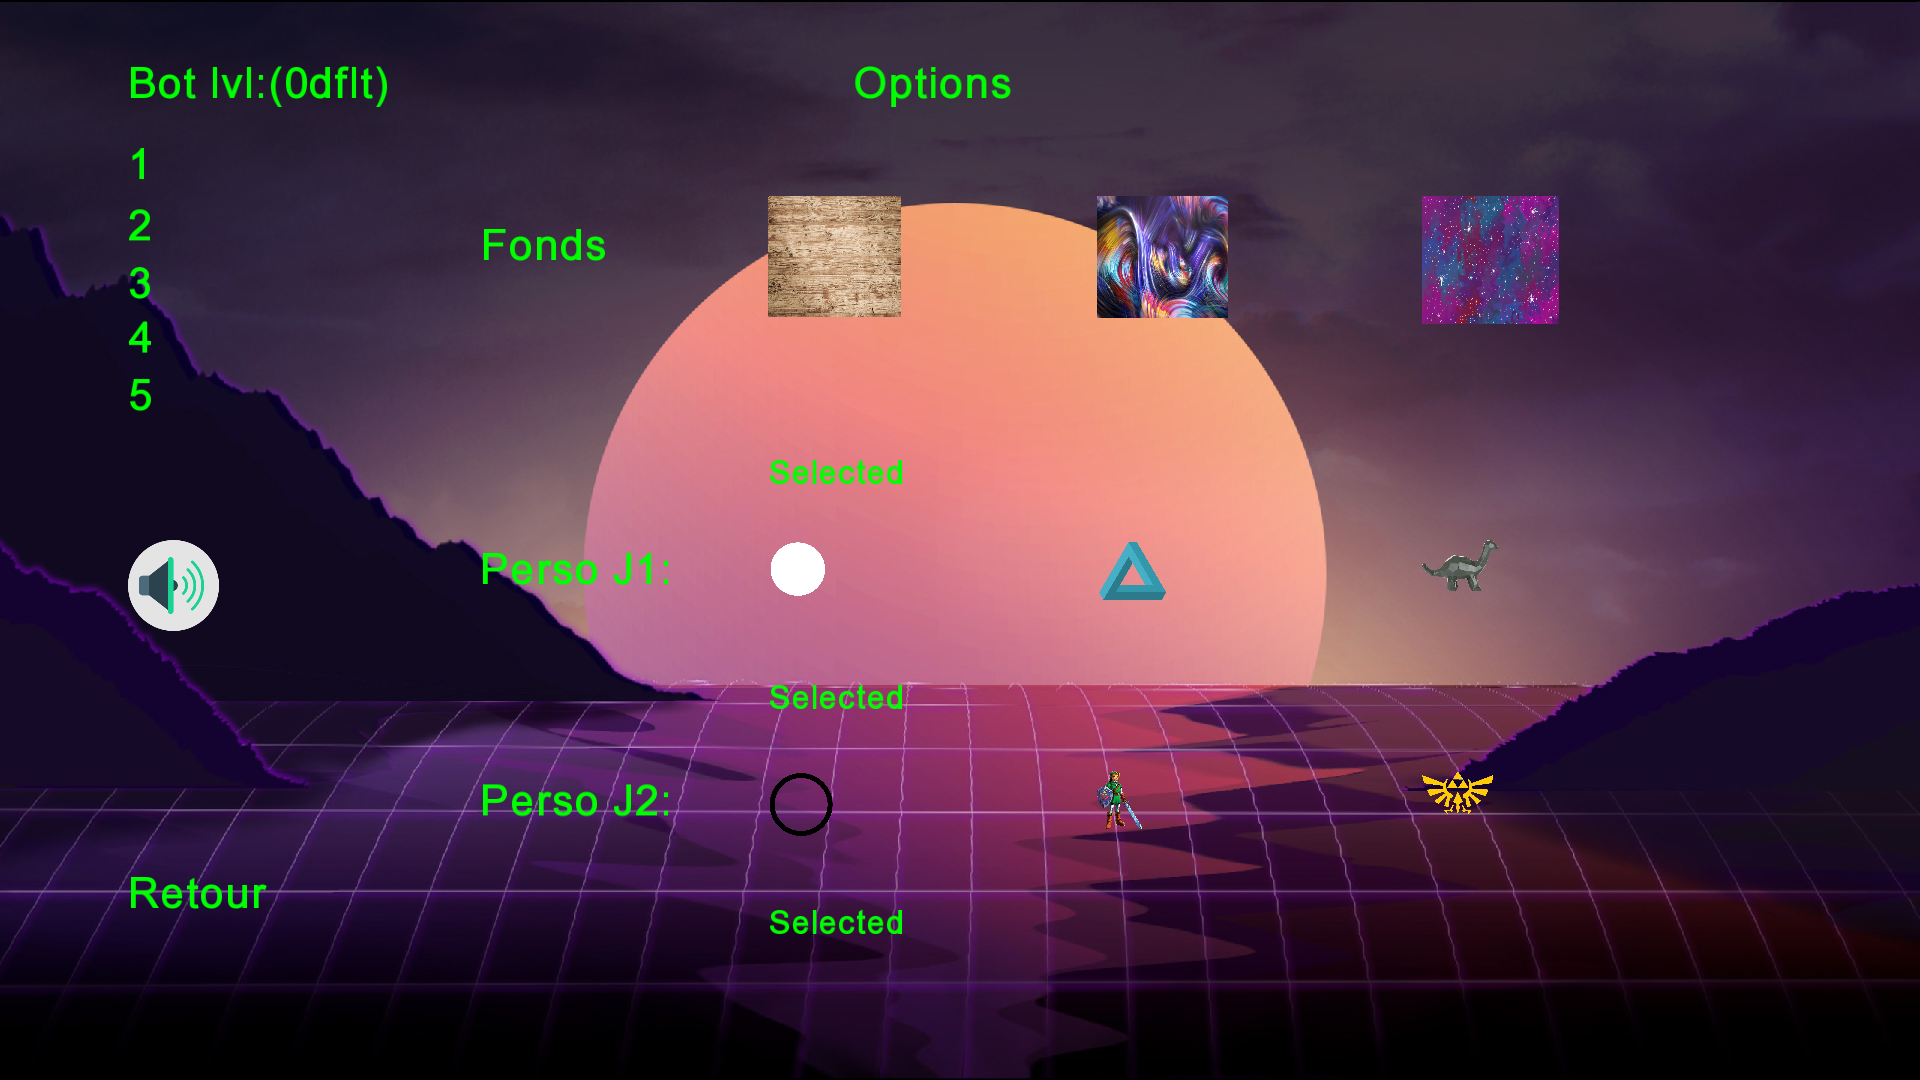 Bot lvl:(0dflt)
Options
1
2
3
4
5
Fonds
Selected
Perso J1:
Selected
Perso J2:
Retour
Selected